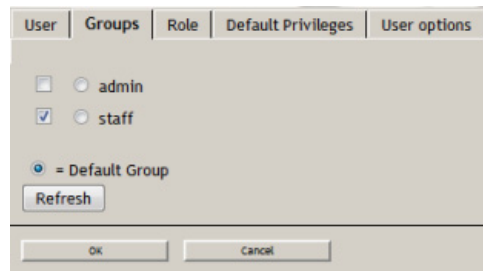 User Groups Role Default Privileges User options
admin
staff
= Default Group
Refresh
OK Cancel